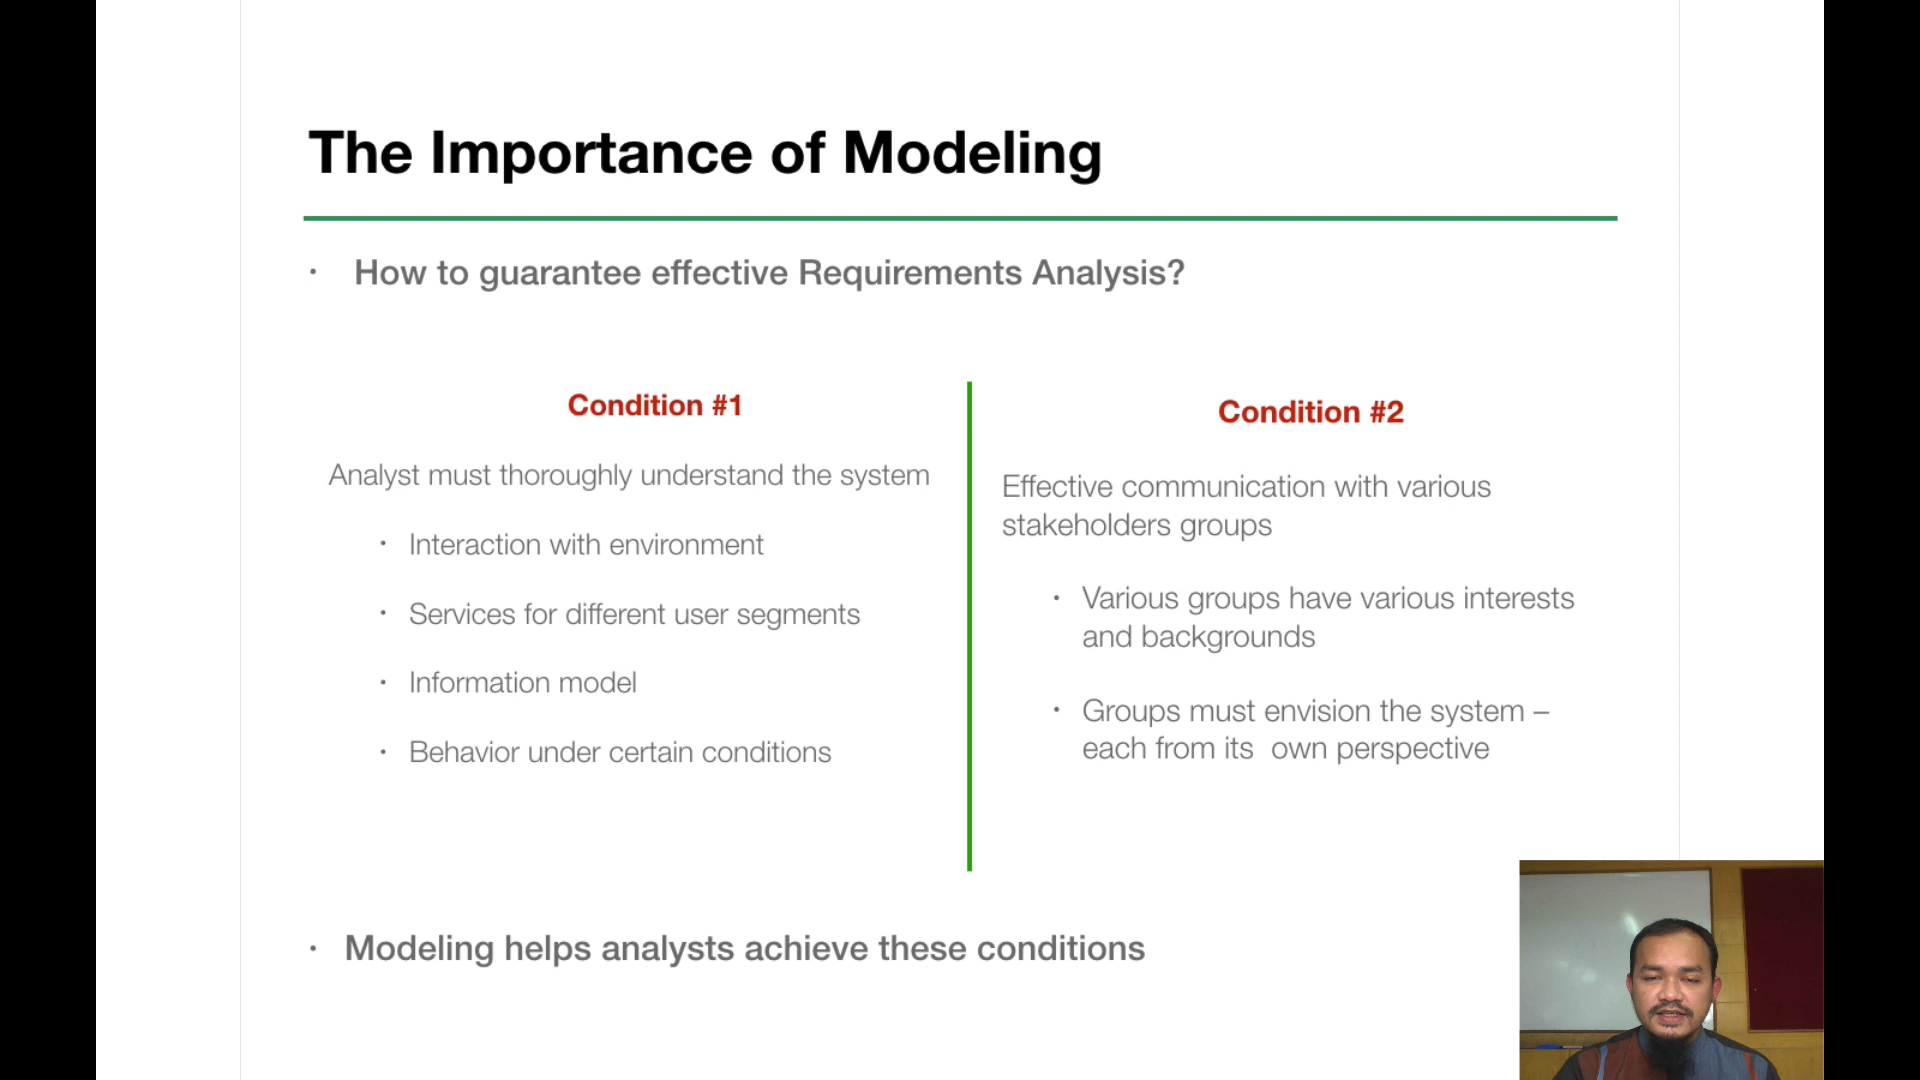 The Importance of Modeling
· How to guarantee effective Requirements Analysis?
Condition #1
Analyst must thoroughly understand the system
· Interaction with environment
· Services for different user segments
· Information model
· Behavior under certain conditions
Condition #2
Effective communication with various
stakeholders groups
· Various groups have various interests
and backgrounds
· Groups must envision the system –
each from its  own perspective
· Modeling helps analysts achieve these conditions